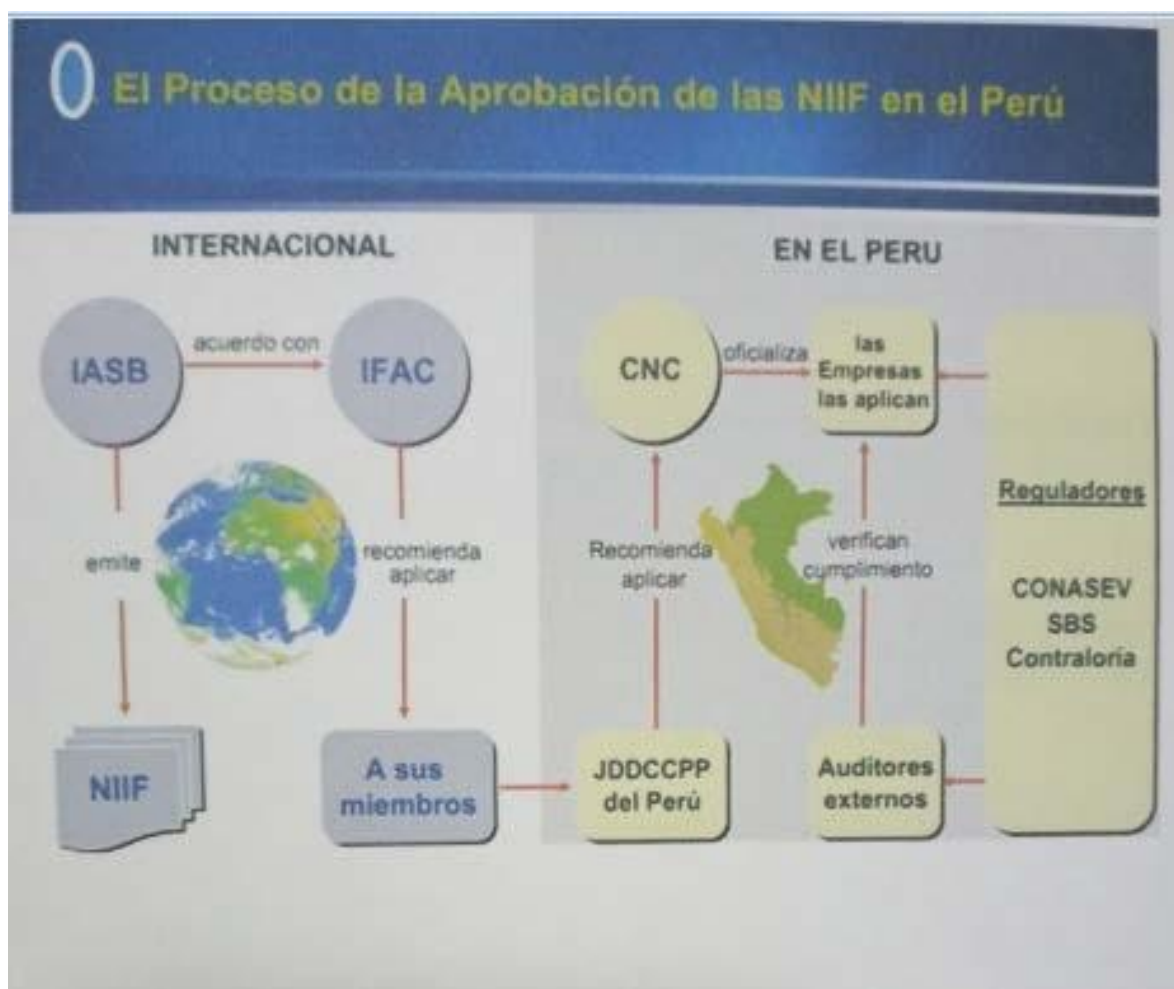 El Proceso de la Aprobación de las NIIF en el Perú
INTERNACIONAL
IASB
acuerdo con
IFAC
emite
recomienda
aplicar
NIIF
A sus
miembros
EN EL PERU
CNC
oficializa
las
Empresas
las aplican
Recomienda
aplicar
verifican
cumplimiento
JDDCCPP
del Perú
Auditores
externos
Reguladores
CONASEV
SBS
Contraloría